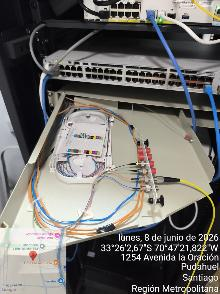 lunes, 8 de junio de 2026
33°26'2,67"S 70°47'21,822"W
1254 Avenida la Oración
Pudahuel
Santiago
Región Metropolitana